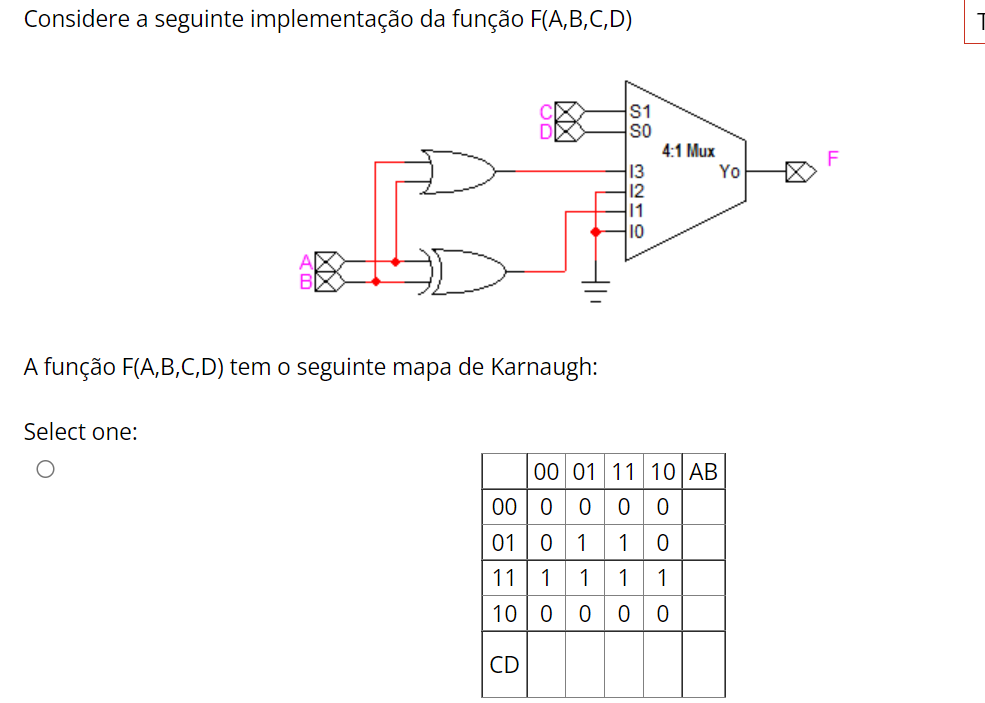 Considere a seguinte implementação da função F(A,B,C,D)
T
C
D
S1
S0
4:1 Mux
F
I3
Yo
I2
I1
I0
A
B
A função F(A,B,C,D) tem o seguinte mapa de Karnaugh:
Select one:
00 01 11 10 AB
00 0 0 0 0
01 0 1 1 0
11 1 1 1 1
10 0 0 0 0
CD